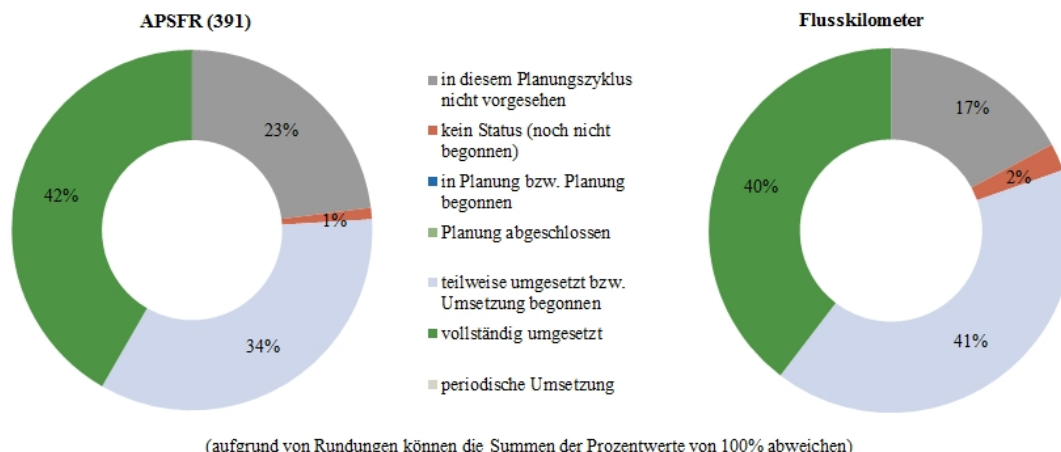 APSFR (391)
23%
1%
34%
42%
in diesem Planungszyklus
nicht vorgesehen
kein Status (noch nicht
begonnen)
in Planung bzw. Planung
begonnen
Planung abgeschlossen
teilweise umgesetzt bzw.
Umsetzung begonnen
vollständig umgesetzt
periodische Umsetzung
Flusskilometer
17%
2%
41%
40%
(aufgrund von Rundungen können die Summen der Prozentwerte von 100% abweichen)